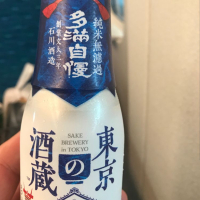 純米無濾過
多満自慢
創業文久三年
石川酒造
SAKE
BREWERY
in TOKYO
東京
の
酒蔵